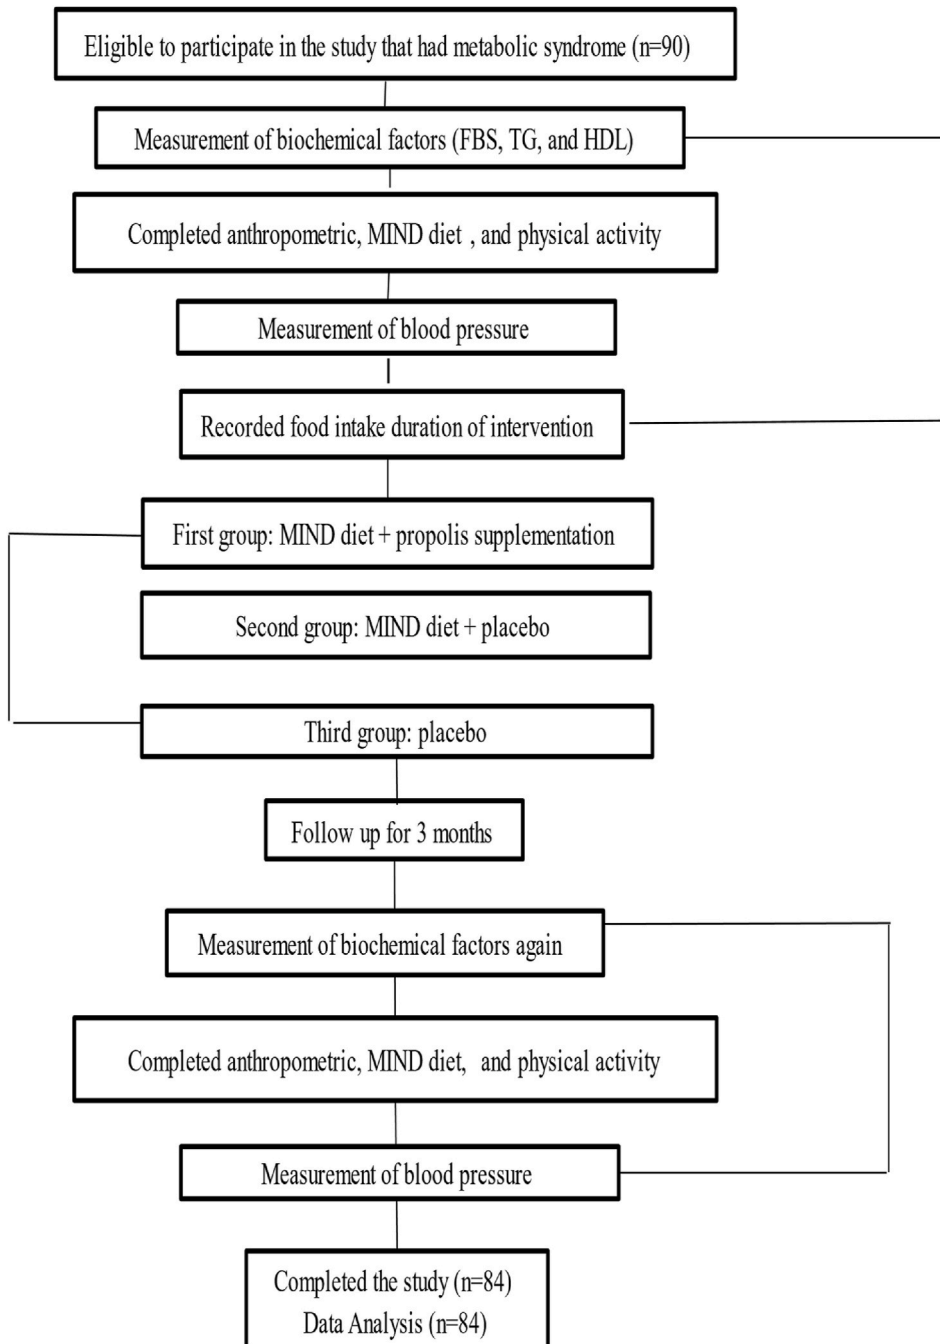 Eligible to participate in the study that had metabolic syndrome (n=90)
Measurement of biochemical factors (FBS, TG, and HDL)
Completed anthropometric, MIND diet , and physical activity
Measurement of blood pressure
Recorded food intake duration of intervention
First group: MIND diet + propolis supplementation
Second group: MIND diet + placebo
Third group: placebo
Follow up for 3 months
Measurement of biochemical factors again
Completed anthropometric, MIND diet, and physical activity
Measurement of blood pressure
Completed the study (n=84)
Data Analysis (n=84)